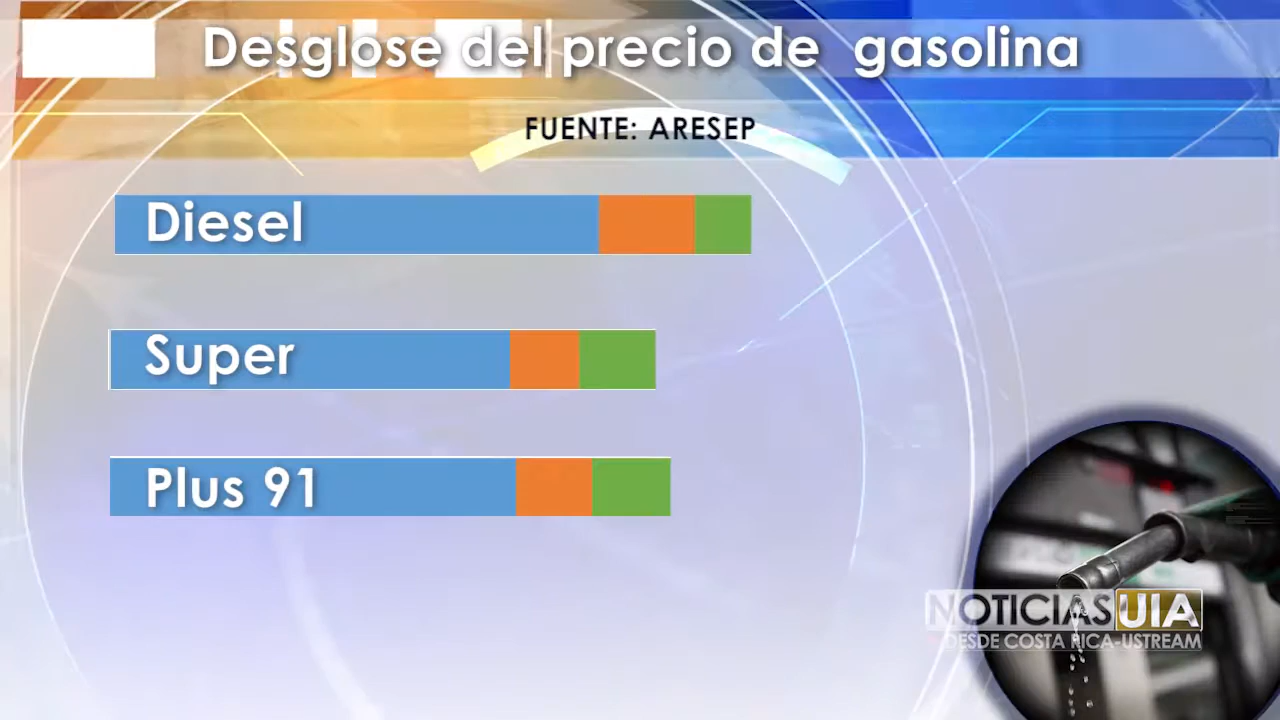 Desglose del precio de gasolina
FUENTE: ARESEP
Diesel
Super
Plus 91
NOTICIAS UIA
DESDE COSTA RICA-USTREAM